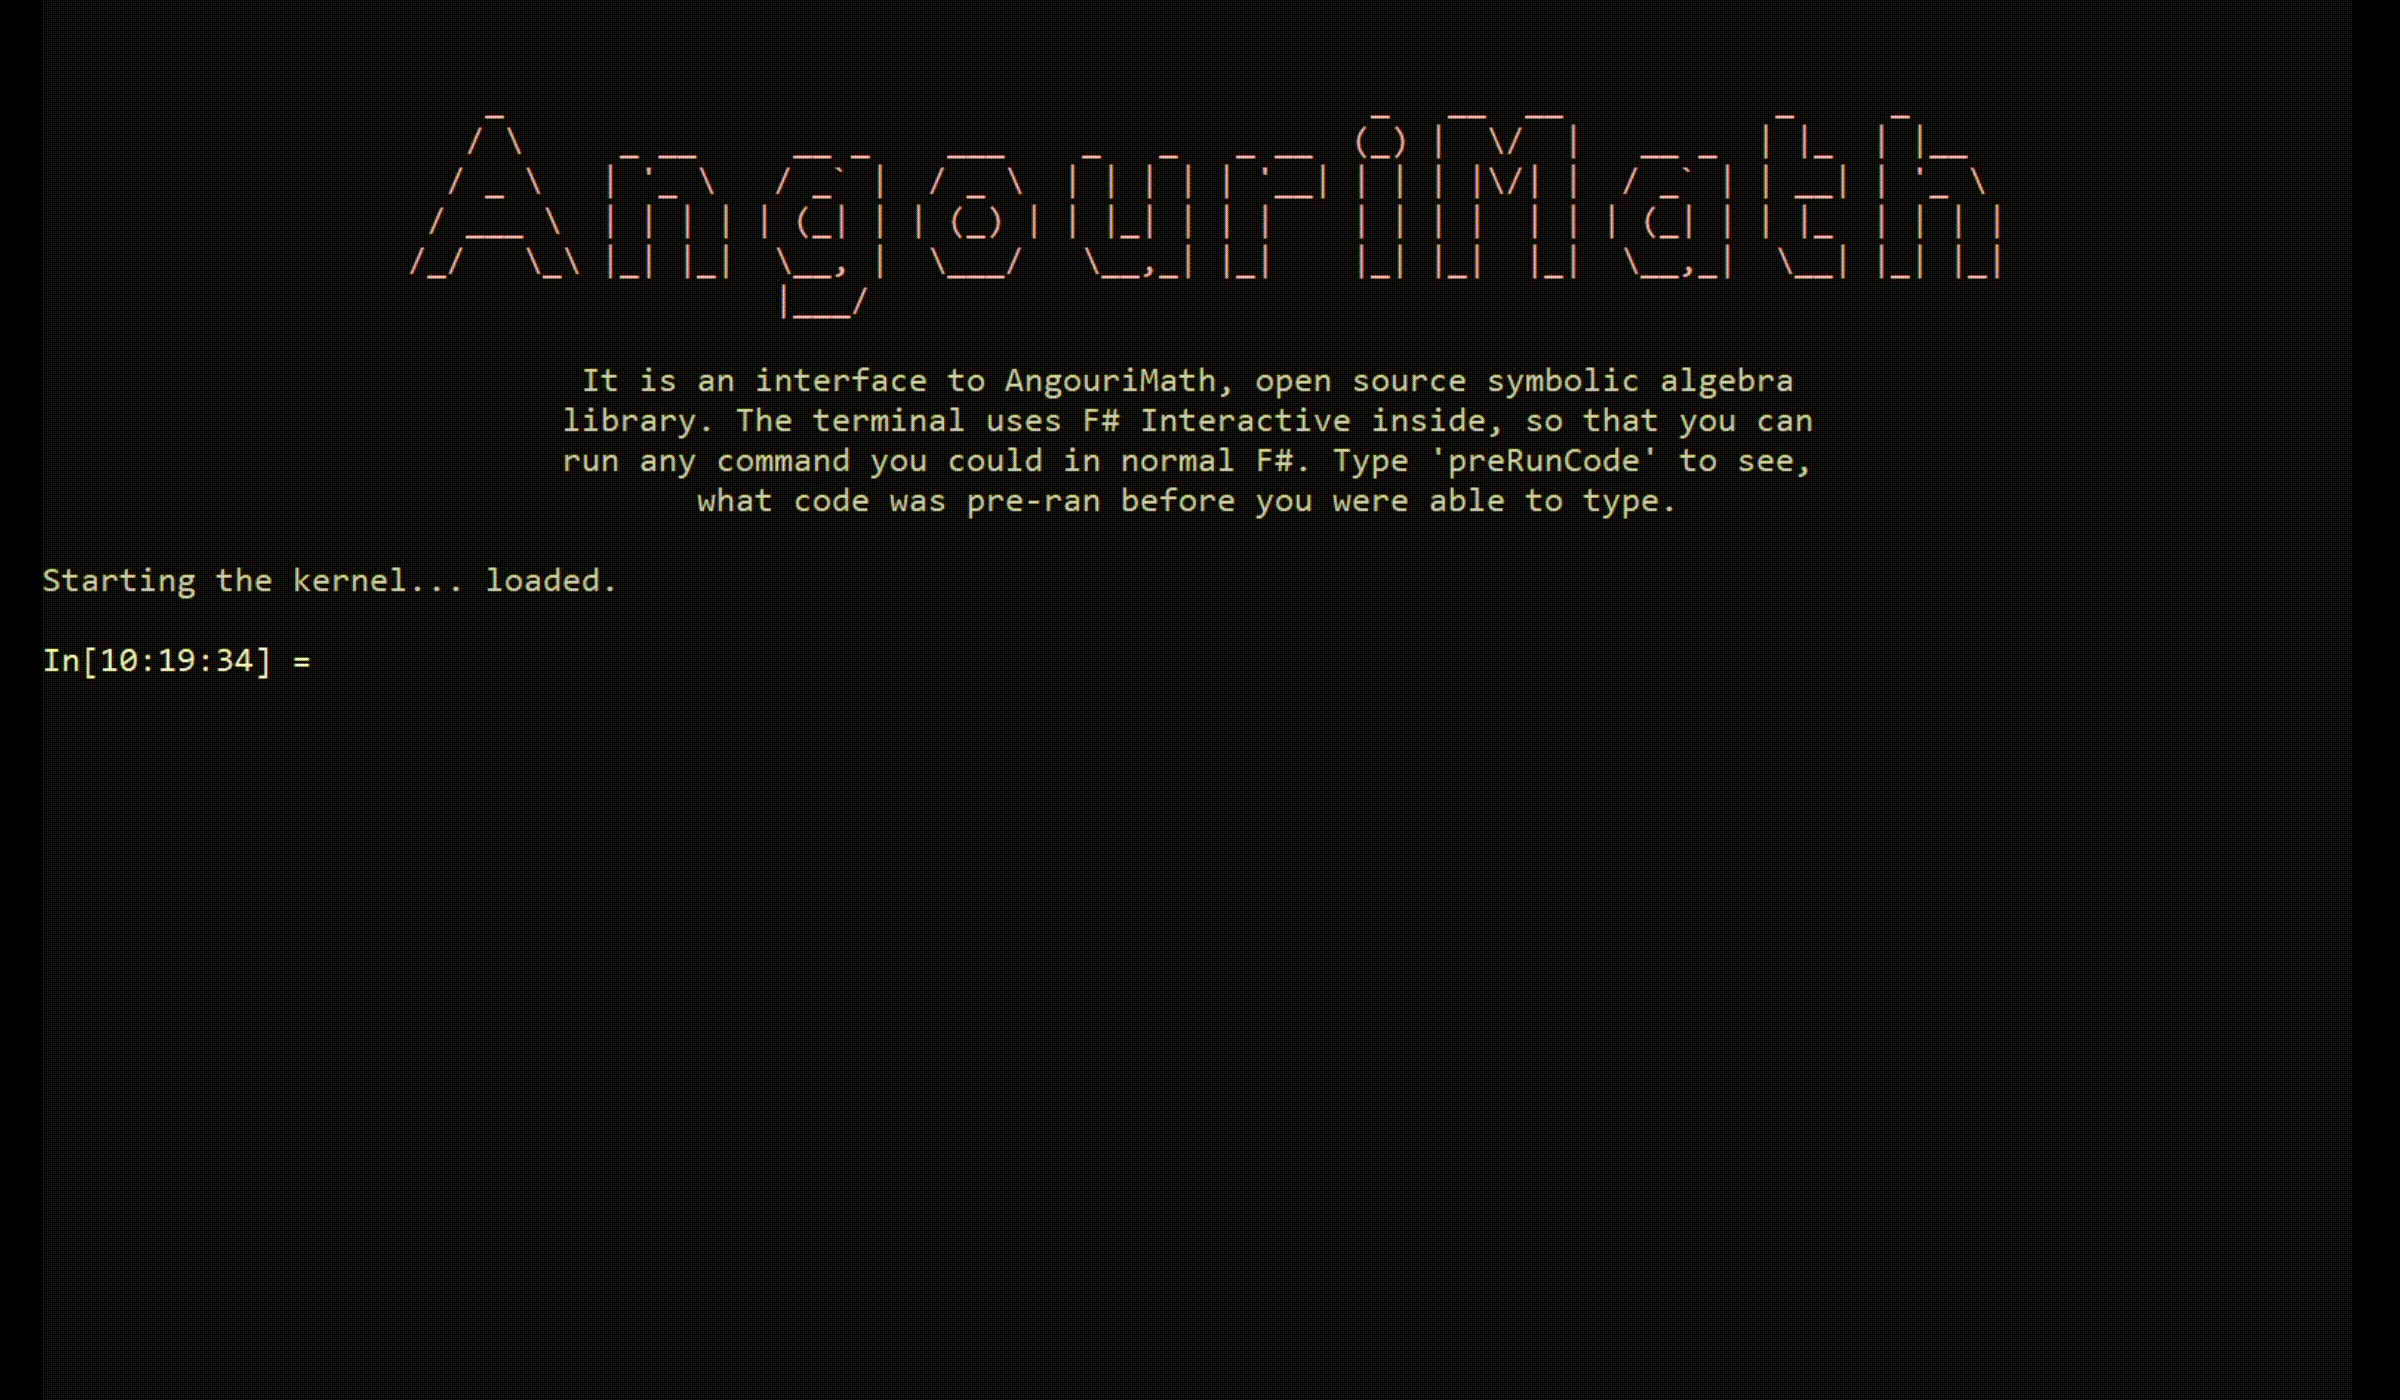 AngouriMath
It is an interface to AngouriMath, open source symbolic algebra
library. The terminal uses F# Interactive inside, so that you can
run any command you could in normal F#. Type 'preRunCode' to see,
what code was pre-ran before you were able to type.
Starting the kernel... loaded.
In[10:19:34] =